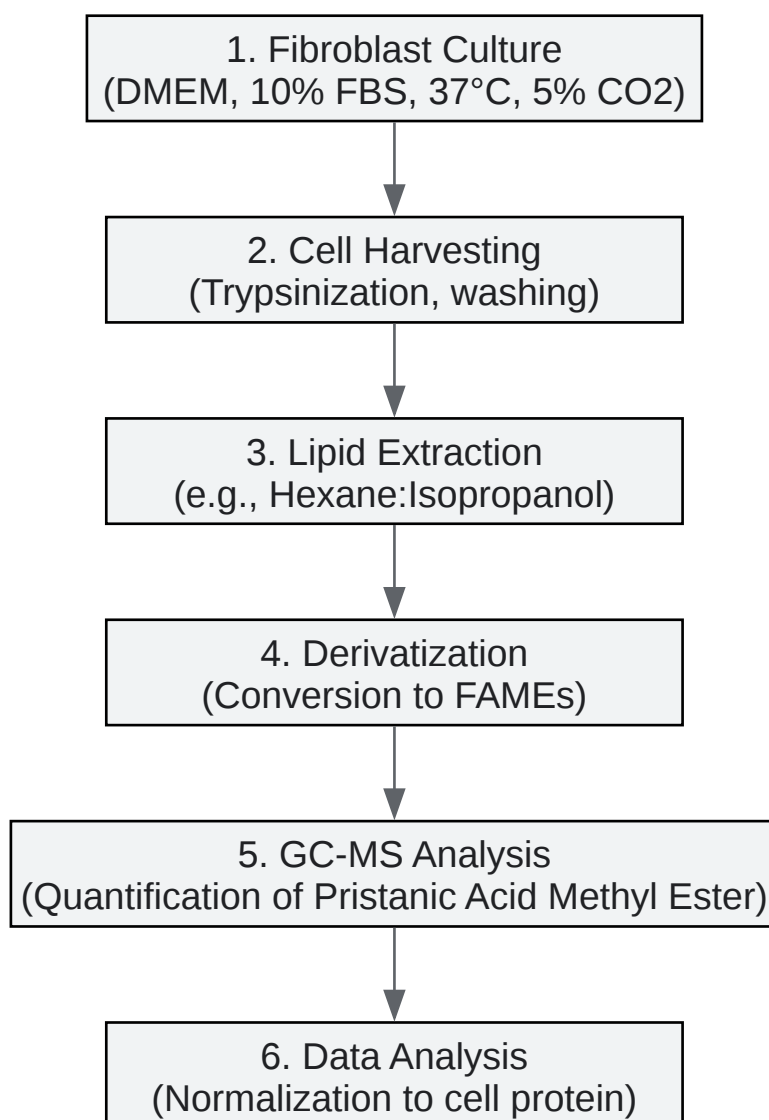 1. Fibroblast Culture
(DMEM, 10% FBS, 37°C, 5% CO2)
2. Cell Harvesting
(Trypsinization, washing)
3. Lipid Extraction
(e.g., Hexane:Isopropanol)
4. Derivatization
(Conversion to FAMEs)
5. GC-MS Analysis
(Quantification of Pristanic Acid Methyl Ester)
6. Data Analysis
(Normalization to cell protein)